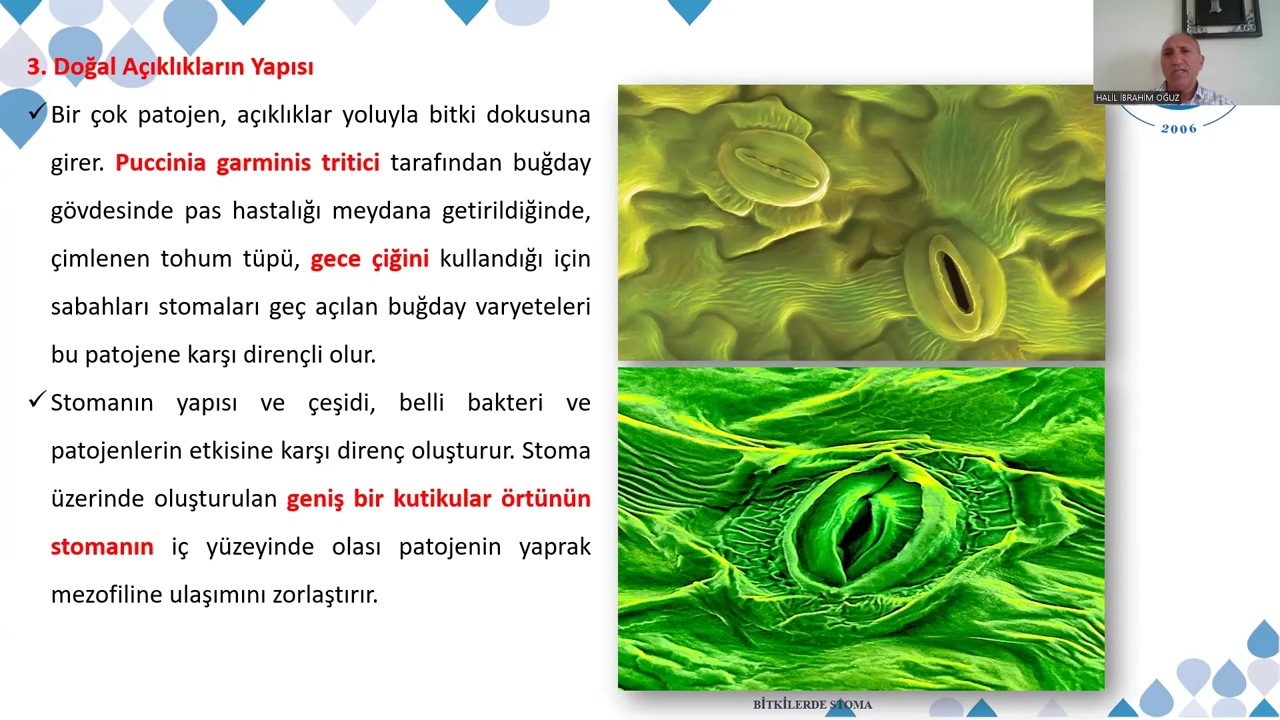 3. Doğal Açıklıkların Yapısı
✓Bir çok patojen, açıklıklar yoluyla bitki dokusuna
girer. Puccinia garminis tritici tarafından buğday
gövdesinde pas hastalığı meydana getirildiğinde,
çimlenen tohum tüpü, gece çiğini kullandığı için
sabahları stomaları geç açılan buğday varyeteleri
bu patojene karşı dirençli olur.
✓Stomanın yapısı ve çeşidi, belli bakteri ve
patojenlerin etkisine karşı direnç oluşturur. Stoma
üzerinde oluşturulan geniş bir kutikular örtünün
stomanın iç yüzeyinde olası patojenin yaprak
mezofiline ulaşımını zorlaştırır.
HALİL İBRAHİM OĞUZ
2006
BİTKİLERDE STOMA